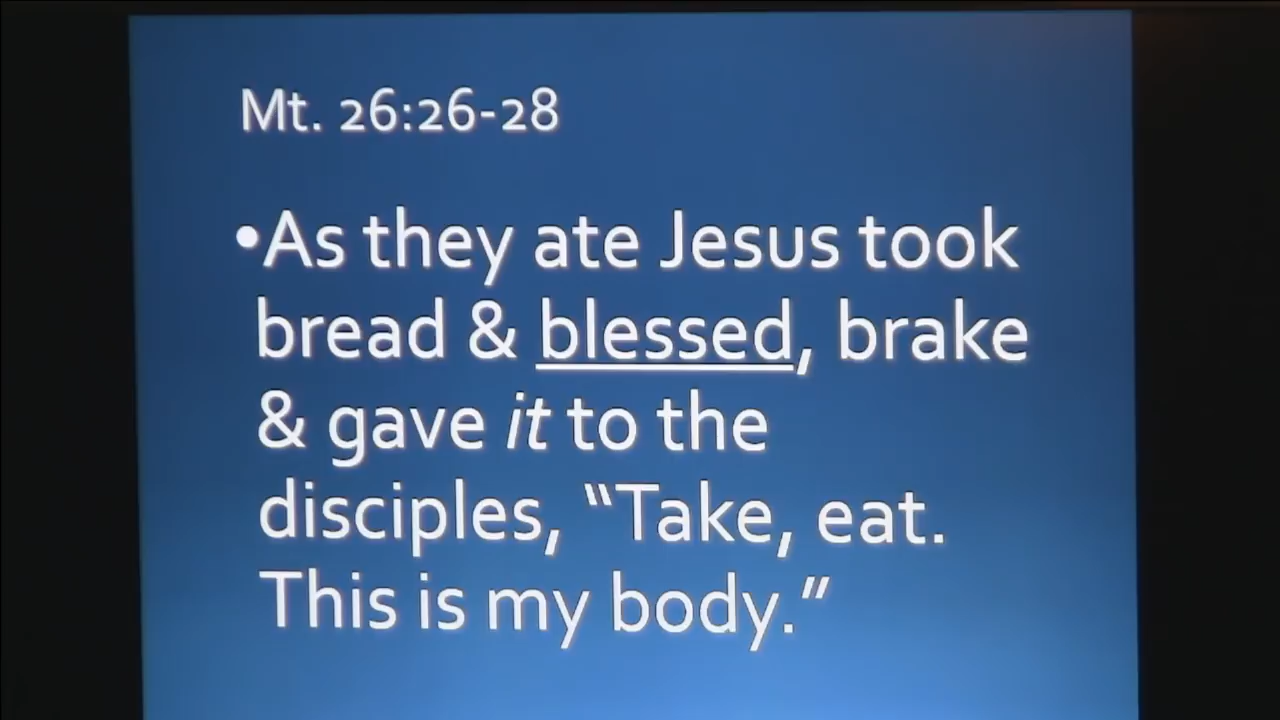 Mt. 26:26-28
•As they ate Jesus took
bread & blessed, brake
& gave it to the
disciples, “Take, eat.
This is my body.”